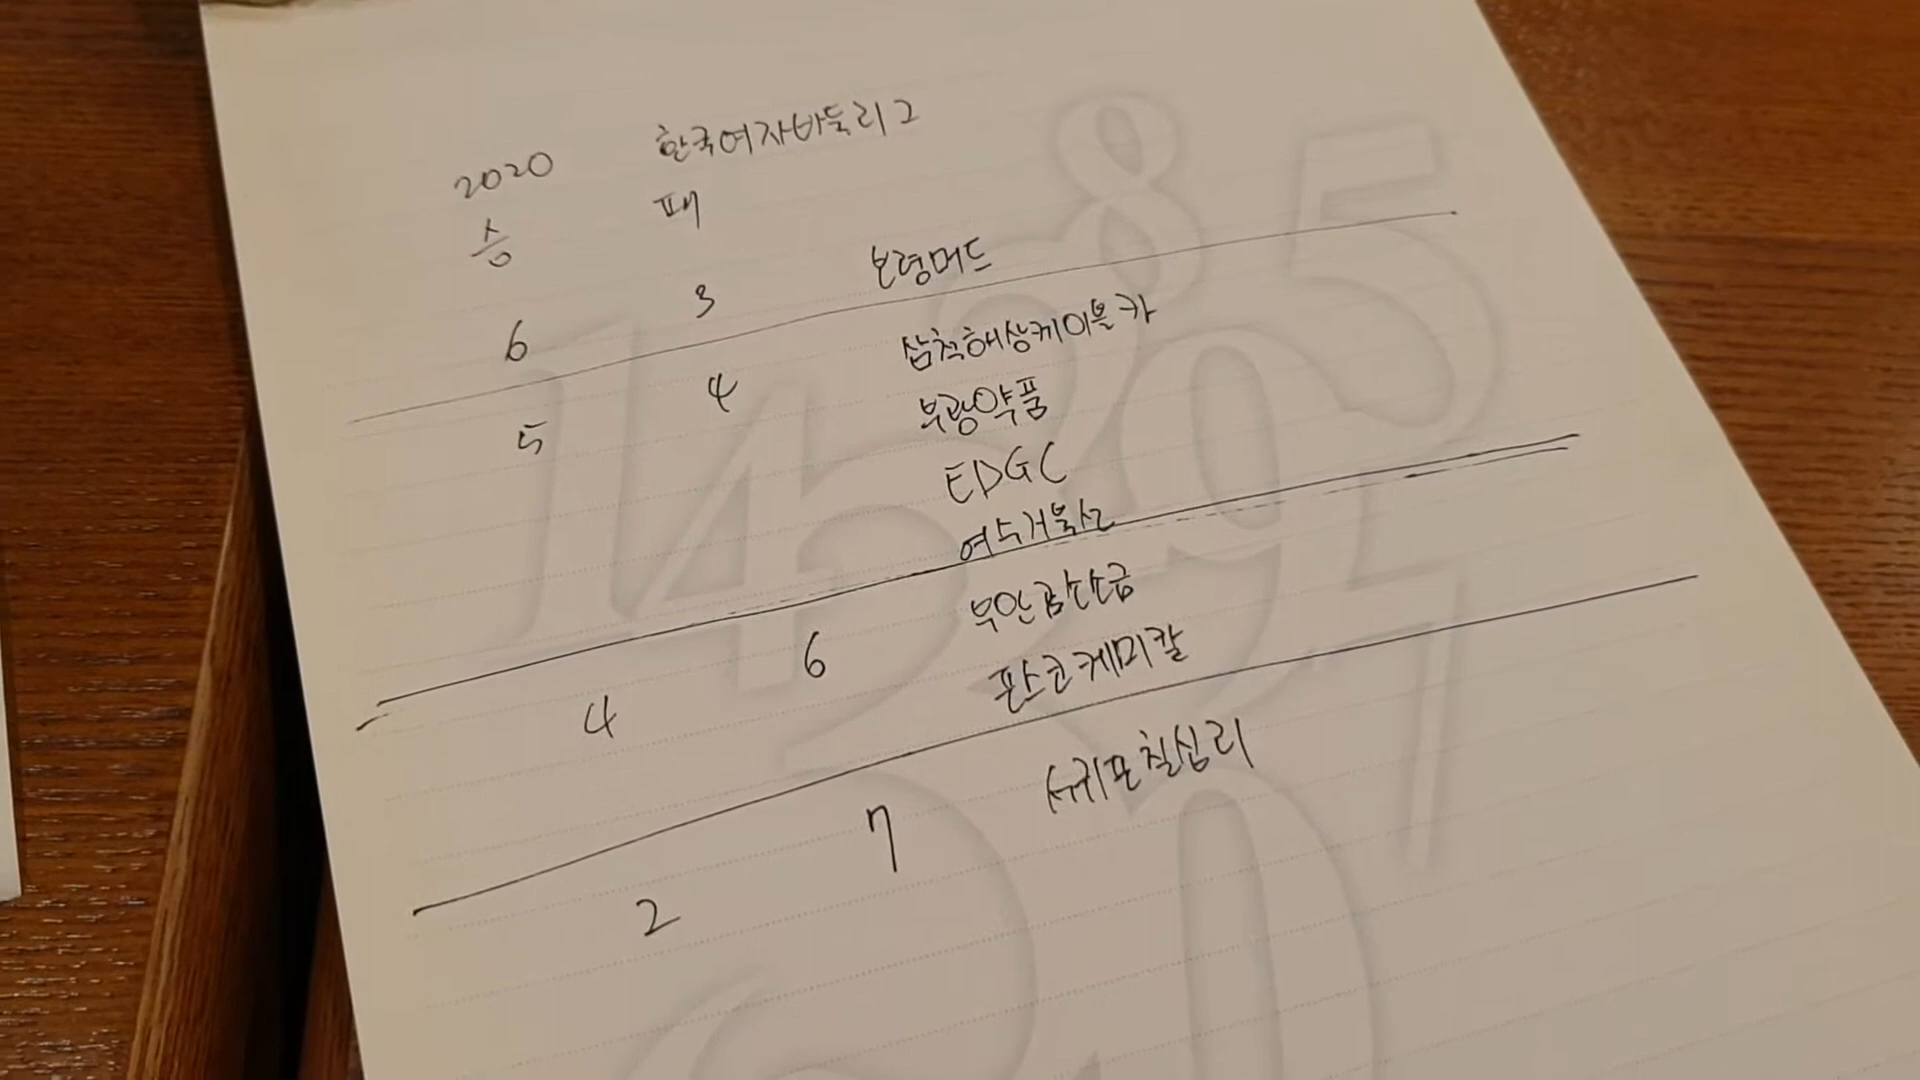 2020 한국여자바둑리그
승 패
6 3 보령머드
5 4 삼척해상케이블카
부광약품
EDGC
여수거북선
4 6 부안곰소소금
포스코케미칼
2 7 서귀포칠십리